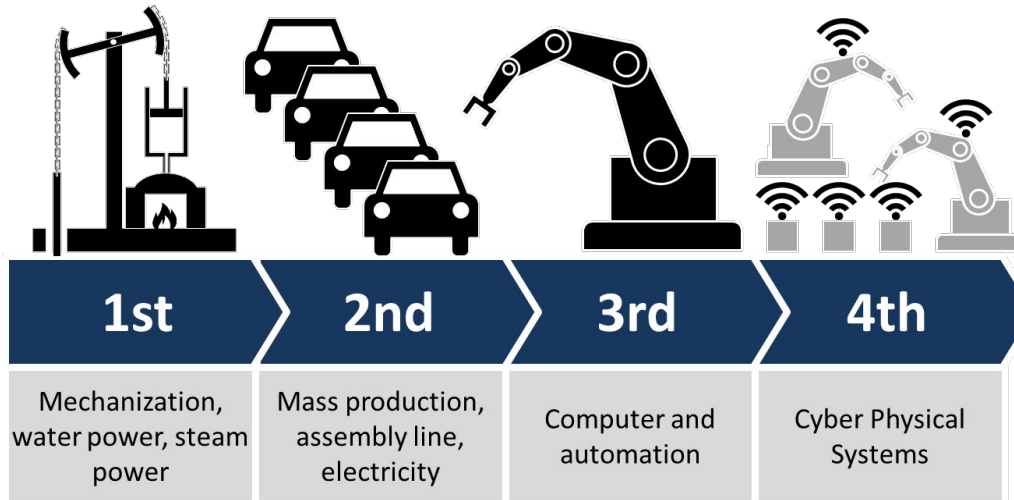 1st
2nd
3rd
4th
Mechanization,
water power, steam
power
Mass production,
assembly line,
electricity
Computer and
automation
Cyber Physical
Systems